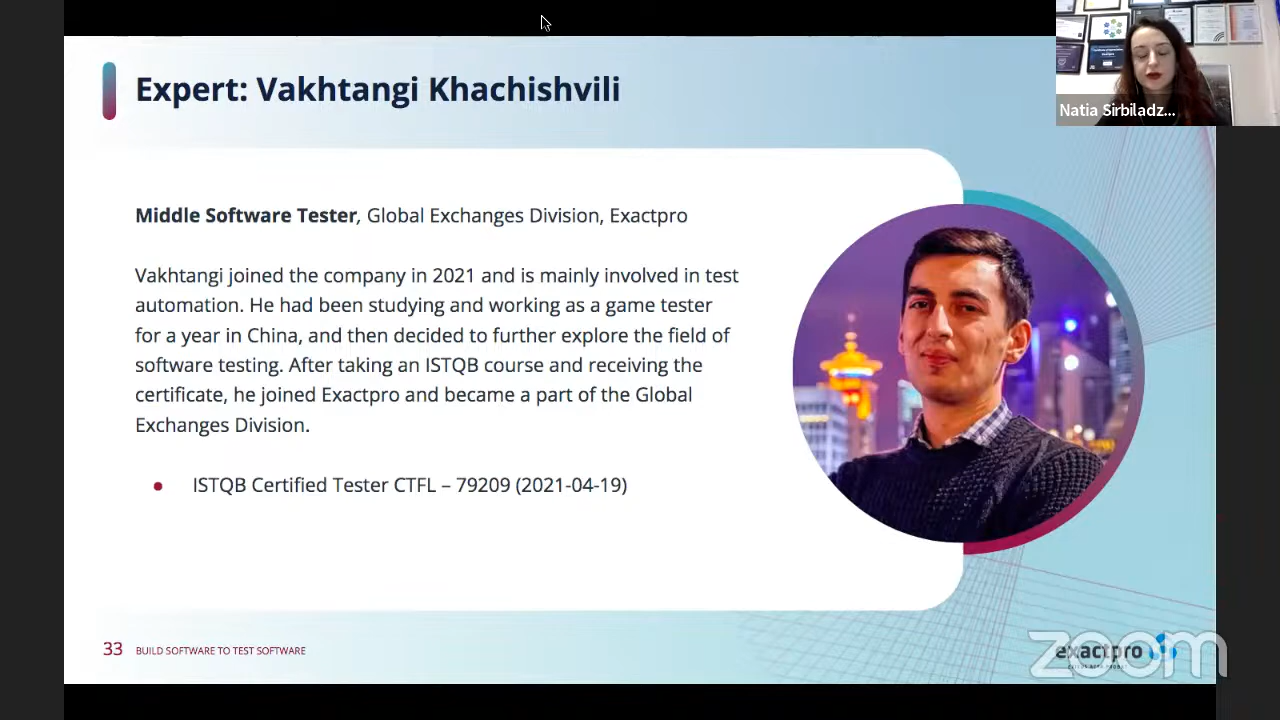 Expert: Vakhtangi Khachishvili
Natia Sirbiladz...
Middle Software Tester, Global Exchanges Division, Exactpro
Vakhtangi joined the company in 2021 and is mainly involved in test
automation. He had been studying and working as a game tester
for a year in China, and then decided to further explore the field of
software testing. After taking an ISTQB course and receiving the
certificate, he joined Exactpro and became a part of the Global
Exchanges Division.
ISTQB Certified Tester CTFL – 79209 (2021-04-19)
33 BUILD SOFTWARE TO TEST SOFTWARE
exactpro
zoom